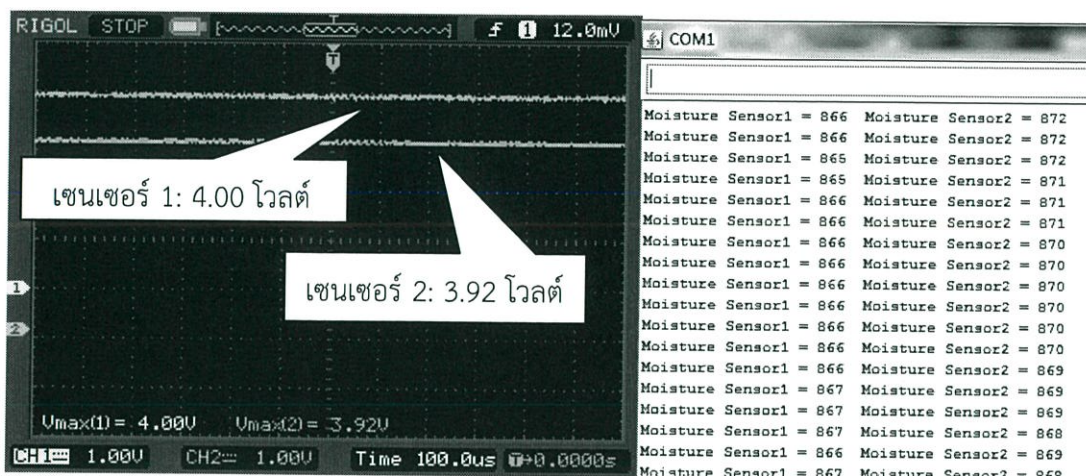 RIGOL STOP T 1 12.0mV
T
เซนเซอร์ 1: 4.00 โวลต์
เซนเซอร์ 2: 3.92 โวลต์
1
2
Vmax(1)= 4.00V Vmax(2)= 3.92V
CH1 1.00V CH2 1.00V Time 100.0us T→0.0000s
COM1
Moisture Sensor1 = 866 Moisture Sensor2 = 872
Moisture Sensor1 = 866 Moisture Sensor2 = 872
Moisture Sensor1 = 865 Moisture Sensor2 = 872
Moisture Sensor1 = 865 Moisture Sensor2 = 871
Moisture Sensor1 = 866 Moisture Sensor2 = 871
Moisture Sensor1 = 866 Moisture Sensor2 = 871
Moisture Sensor1 = 866 Moisture Sensor2 = 870
Moisture Sensor1 = 866 Moisture Sensor2 = 870
Moisture Sensor1 = 866 Moisture Sensor2 = 870
Moisture Sensor1 = 866 Moisture Sensor2 = 870
Moisture Sensor1 = 866 Moisture Sensor2 = 870
Moisture Sensor1 = 866 Moisture Sensor2 = 870
Moisture Sensor1 = 866 Moisture Sensor2 = 869
Moisture Sensor1 = 867 Moisture Sensor2 = 869
Moisture Sensor1 = 867 Moisture Sensor2 = 869
Moisture Sensor1 = 867 Moisture Sensor2 = 868
Moisture Sensor1 = 866 Moisture Sensor2 = 869
Moisture Sensor1 = 867 Moisture Sensor2 = 868